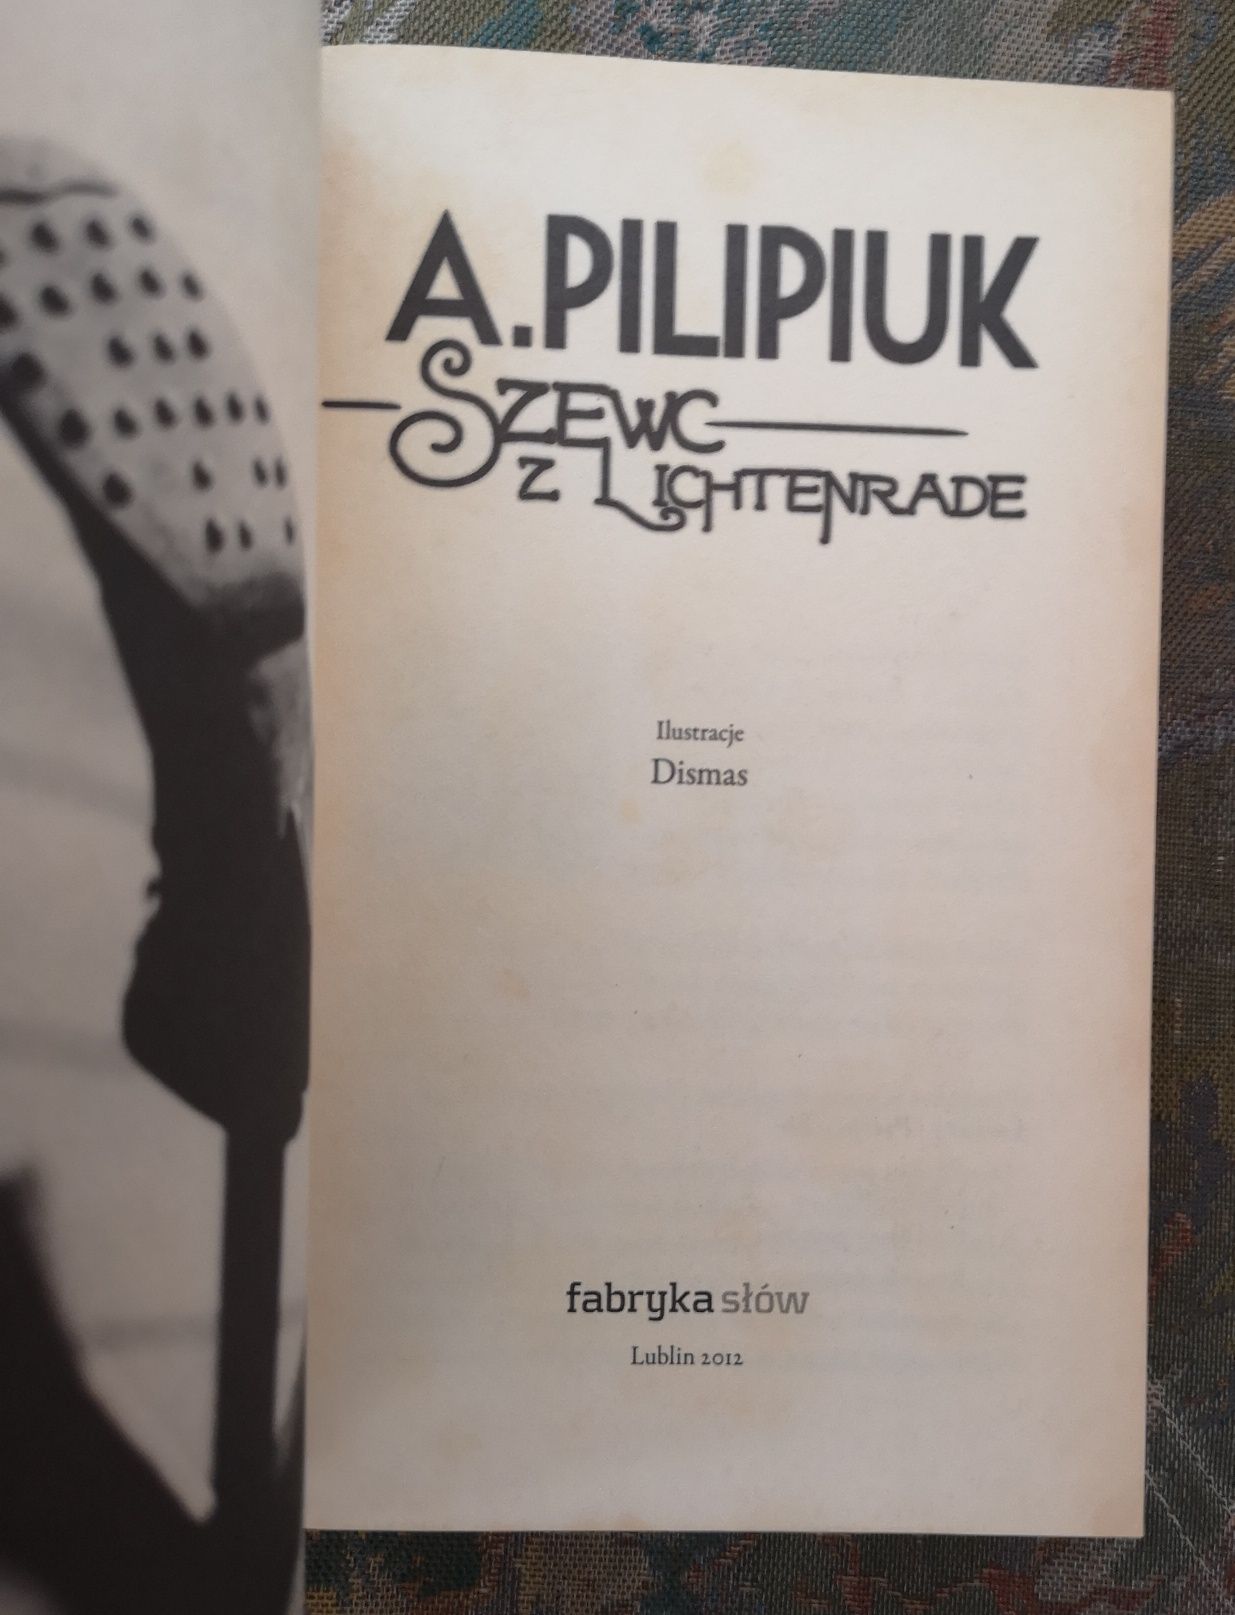 A.PILIPIUK
SZEWC
Z LICHTENRADE
Ilustracje
Dismas
fabryka słów
Lublin 2012